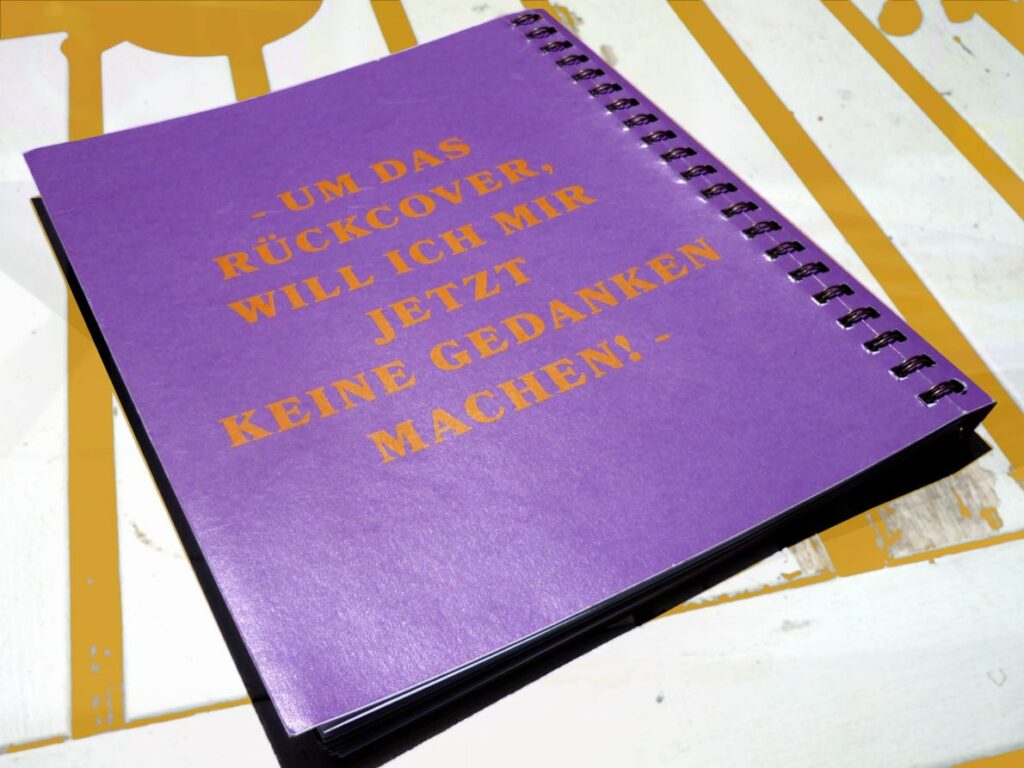 - UM DAS
RÜCKCOVER,
WILL ICH MIR
JETZT
KEINE GEDANKEN
MACHEN! -